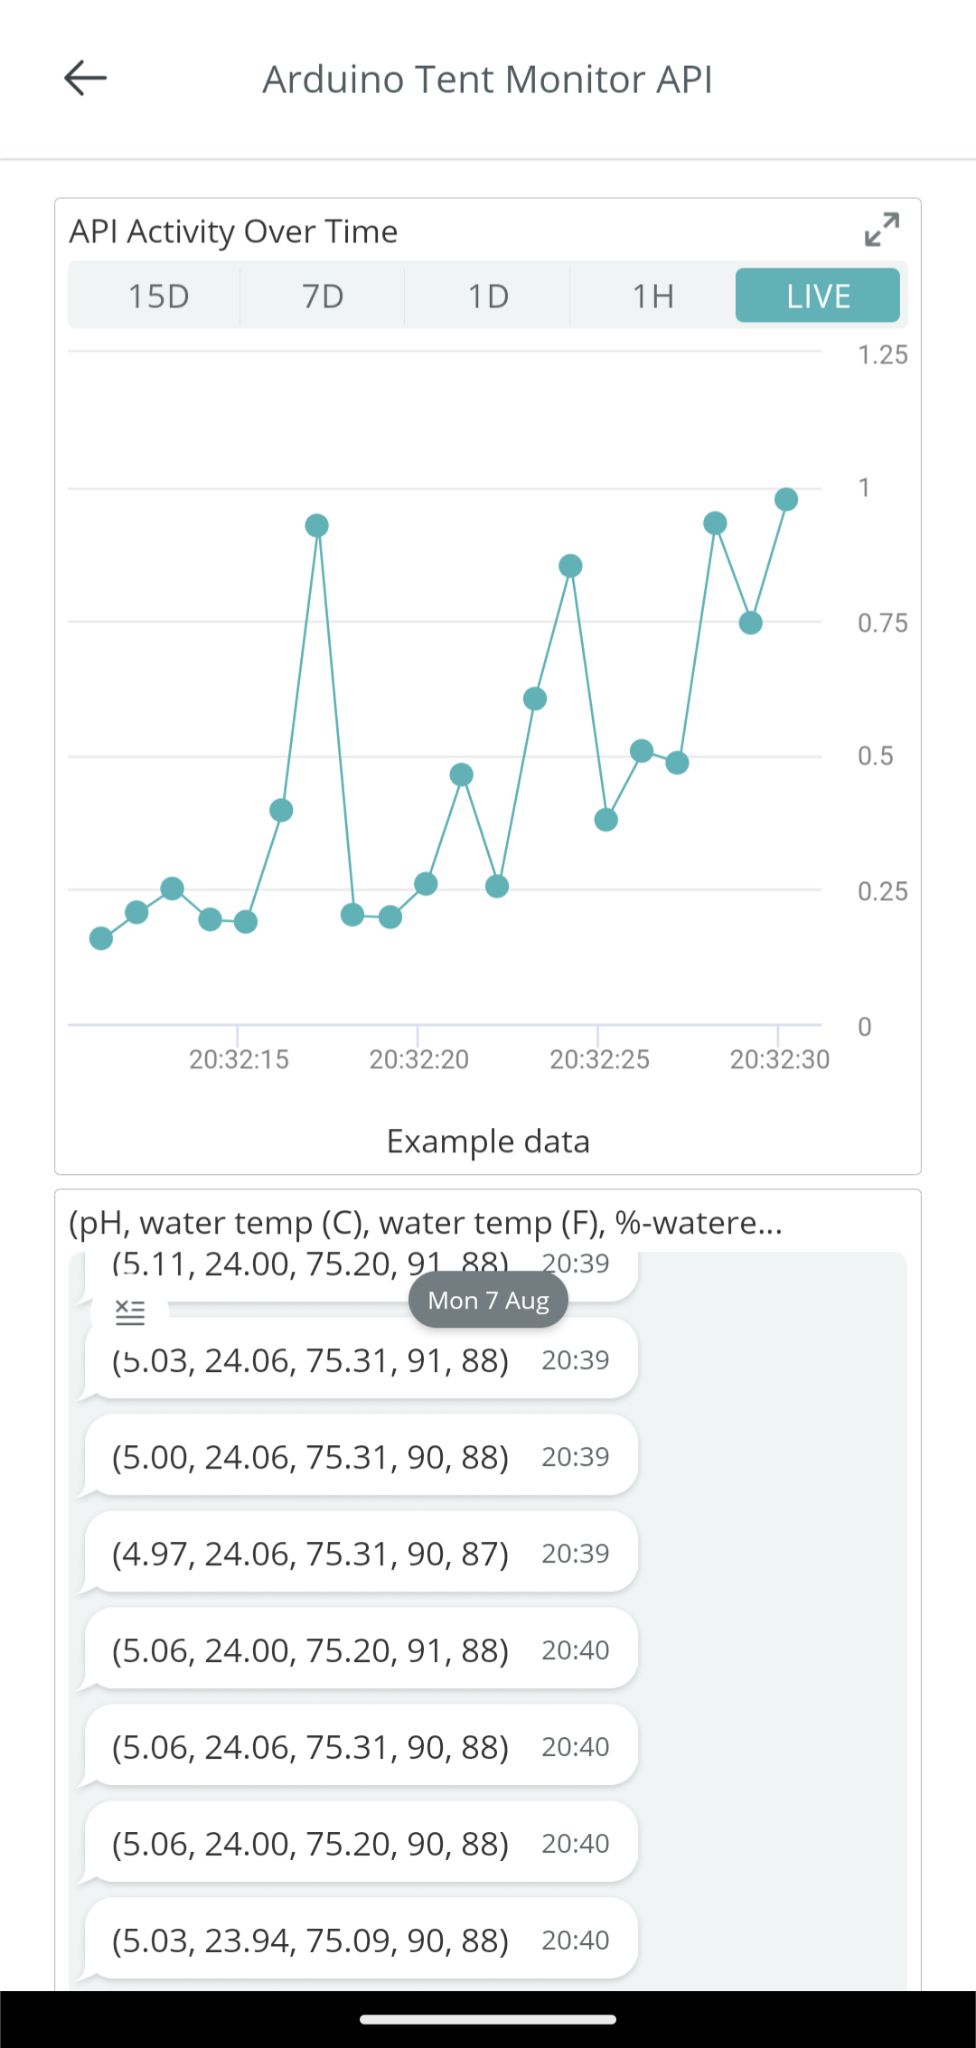 Arduino Tent Monitor API
API Activity Over Time
15D 7D 1D 1H LIVE
1.25
1
0.75
0.5
0.25
0
20:32:15 20:32:20 20:32:25 20:32:30
Example data
(pH, water temp (C), water temp (F), %-watere...
(5.11, 24.00, 75.20, 91, 88) 20:39
Mon 7 Aug
(5.03, 24.06, 75.31, 91, 88) 20:39
(5.00, 24.06, 75.31, 90, 88) 20:39
(4.97, 24.06, 75.31, 90, 87) 20:39
(5.06, 24.00, 75.20, 91, 88) 20:40
(5.06, 24.06, 75.31, 90, 88) 20:40
(5.06, 24.00, 75.20, 90, 88) 20:40
(5.03, 23.94, 75.09, 90, 88) 20:40